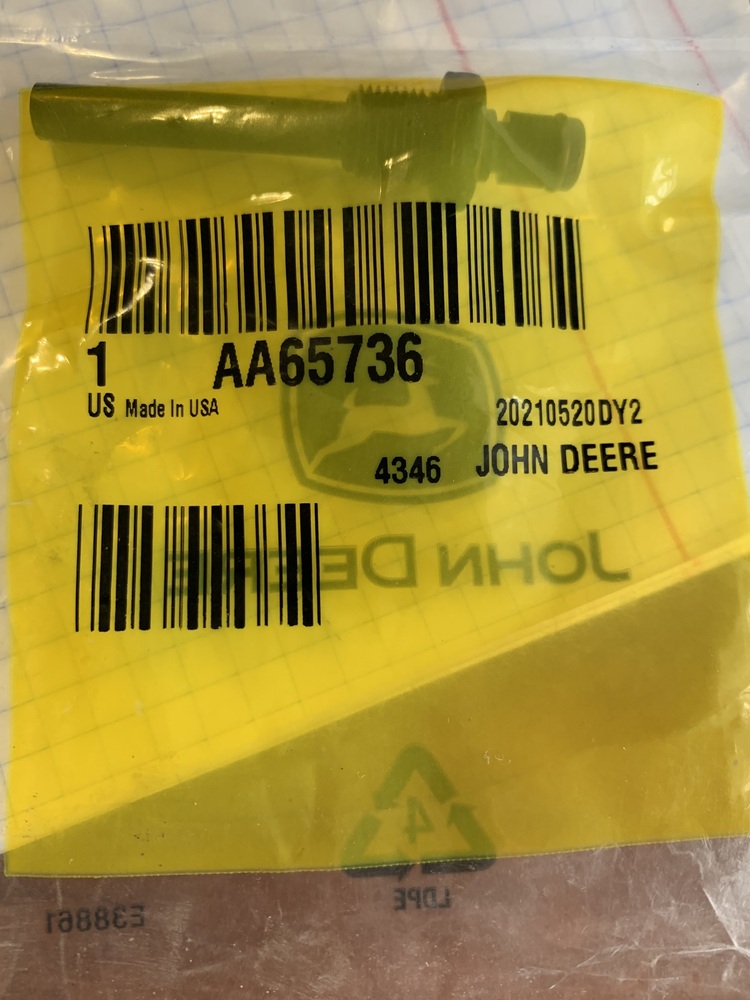 1 AA65736
US Made In USA
20210520DY2
4346 JOHN DEERE
JOHN DEERE
4
LDPE
E38861